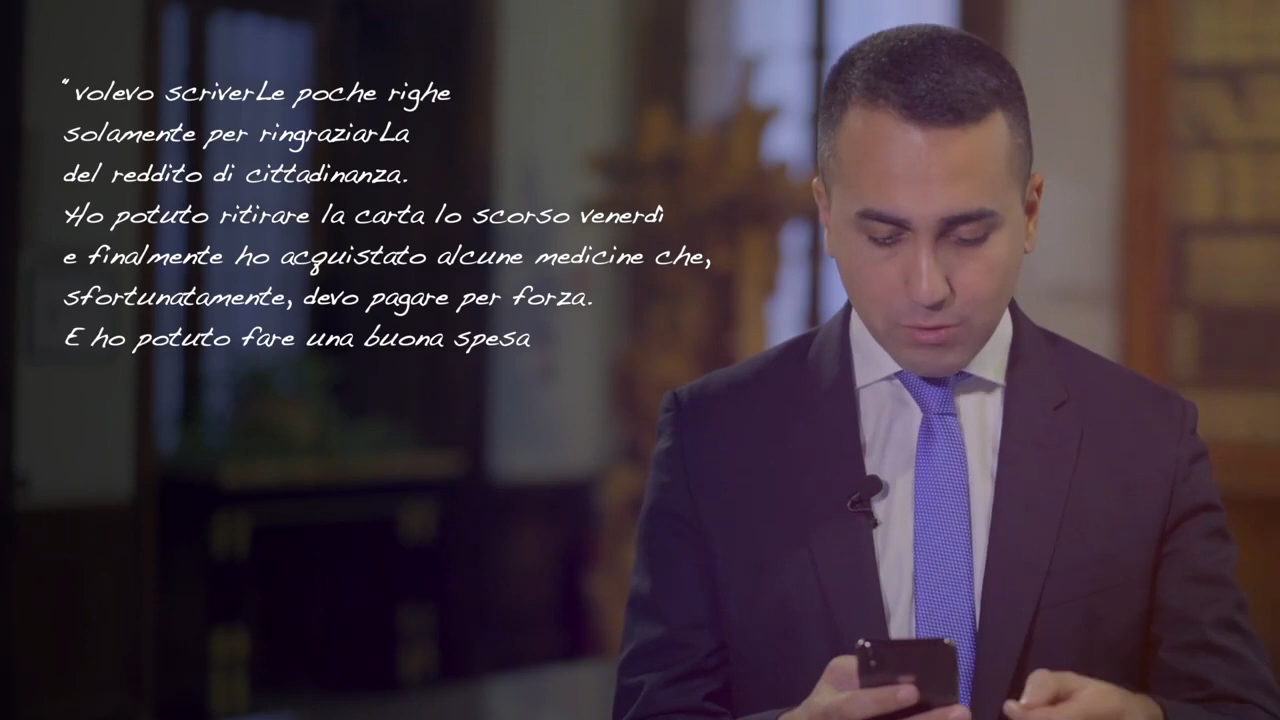 “volevo scriverLe poche righe
solamente per ringraziarLa
del reddito di cittadinanza.
Ho potuto ritirare la carta lo scorso venerdì
e finalmente ho acquistato alcune medicine che,
sfortunatamente, devo pagare per forza.
E ho potuto fare una buona spesa